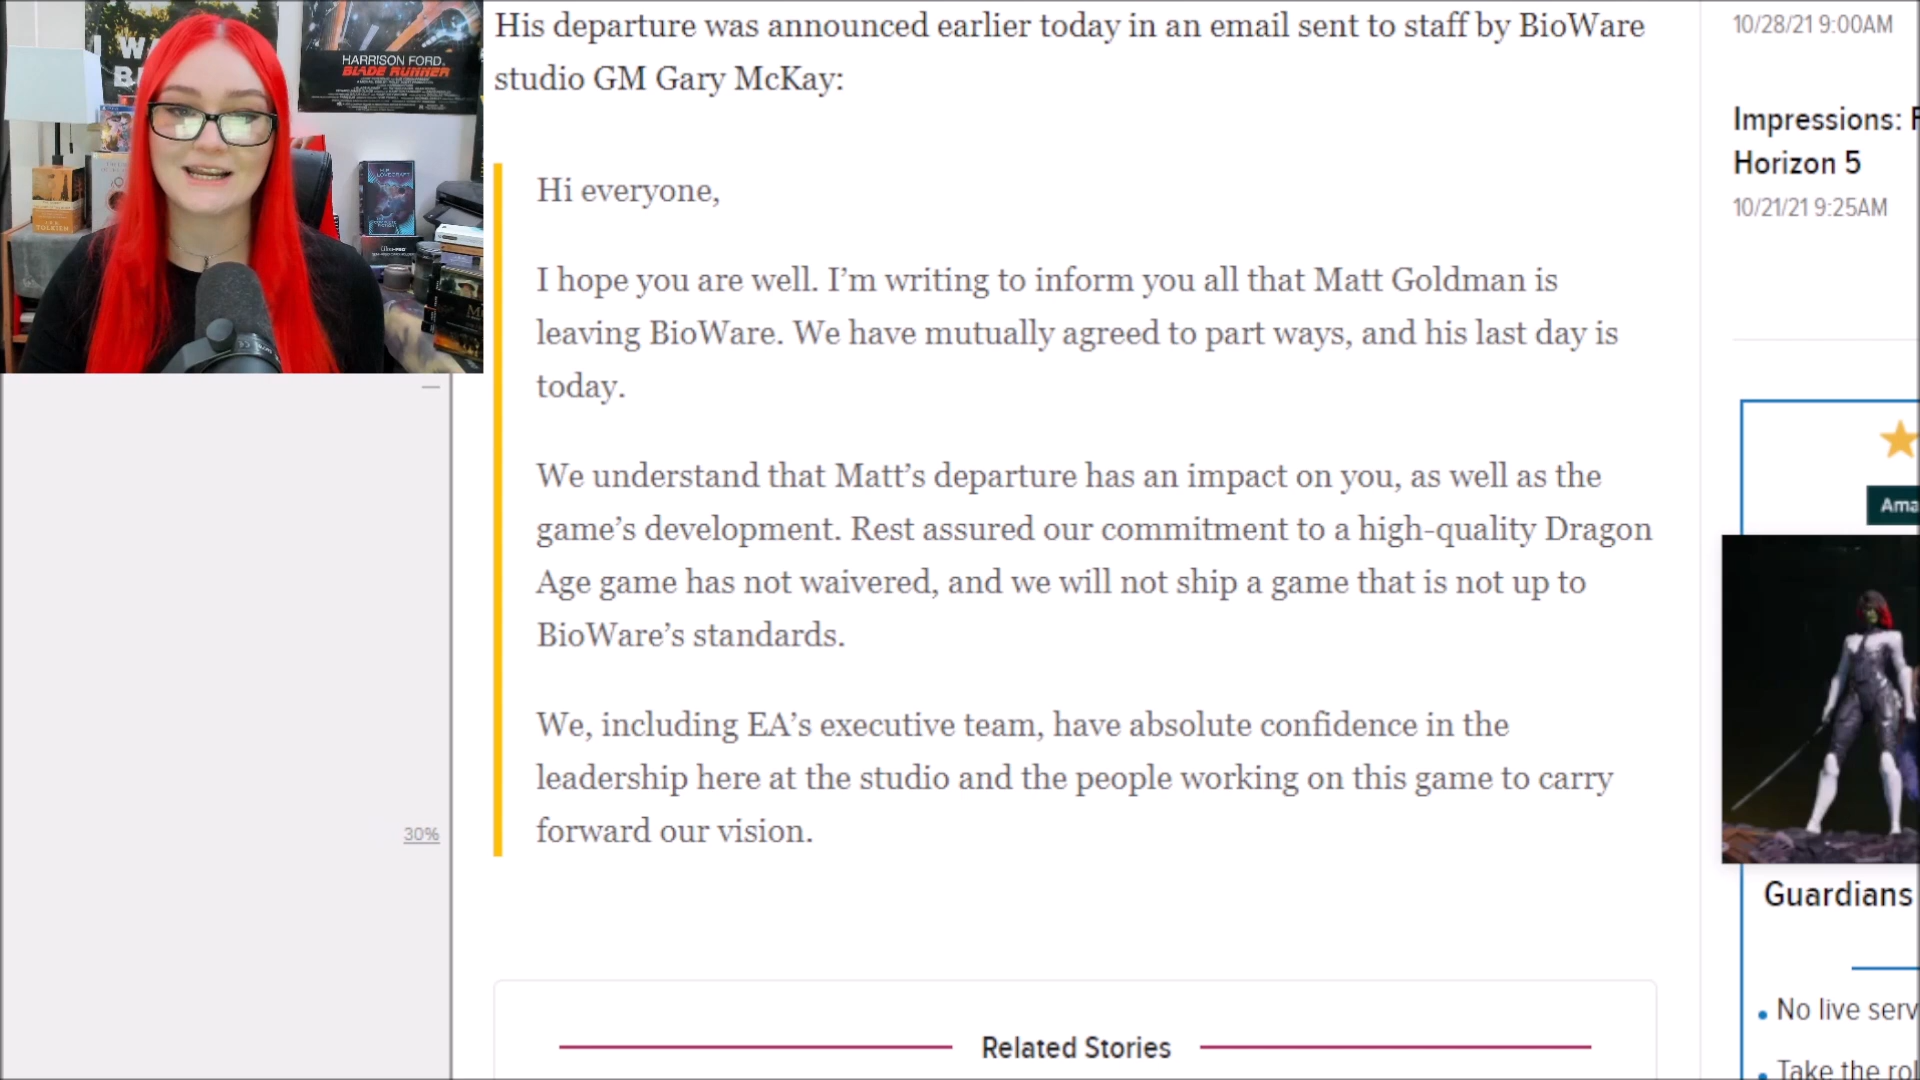 I WA
B
HARRISON FORD
BLADE RUNNER
LOVECRAFT
TOLKIEN
His departure was announced earlier today in an email sent to staff by BioWare
studio GM Gary McKay:
Hi everyone,
I hope you are well. I’m writing to inform you all that Matt Goldman is
leaving BioWare. We have mutually agreed to part ways, and his last day is
today.
We understand that Matt’s departure has an impact on you, as well as the
game’s development. Rest assured our commitment to a high-quality Dragon
Age game has not waivered, and we will not ship a game that is not up to
BioWare’s standards.
We, including EA’s executive team, have absolute confidence in the
leadership here at the studio and the people working on this game to carry
forward our vision.
30%
Related Stories
10/28/21 9:00AM
Impressions: F
Horizon 5
10/21/21 9:25AM
Ama
Guardians
• No live serv
• Take the rol